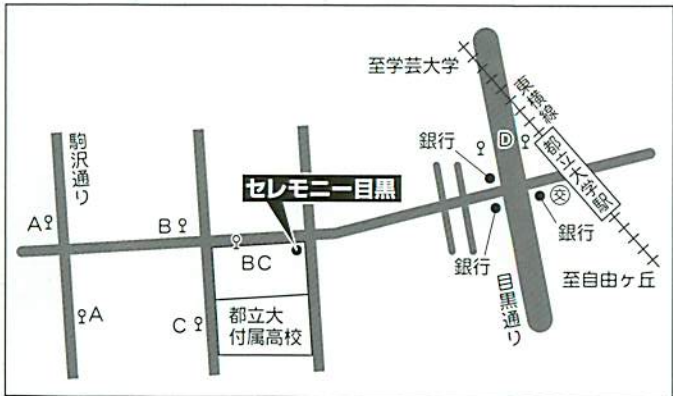 至学芸大学
東横線
駒沢通り
銀行
D
都立大学駅
セレモニー目黒
交
A
B
銀行
BC
銀行
至自由ヶ丘
A
C
都立大
付属高校
目黒通り